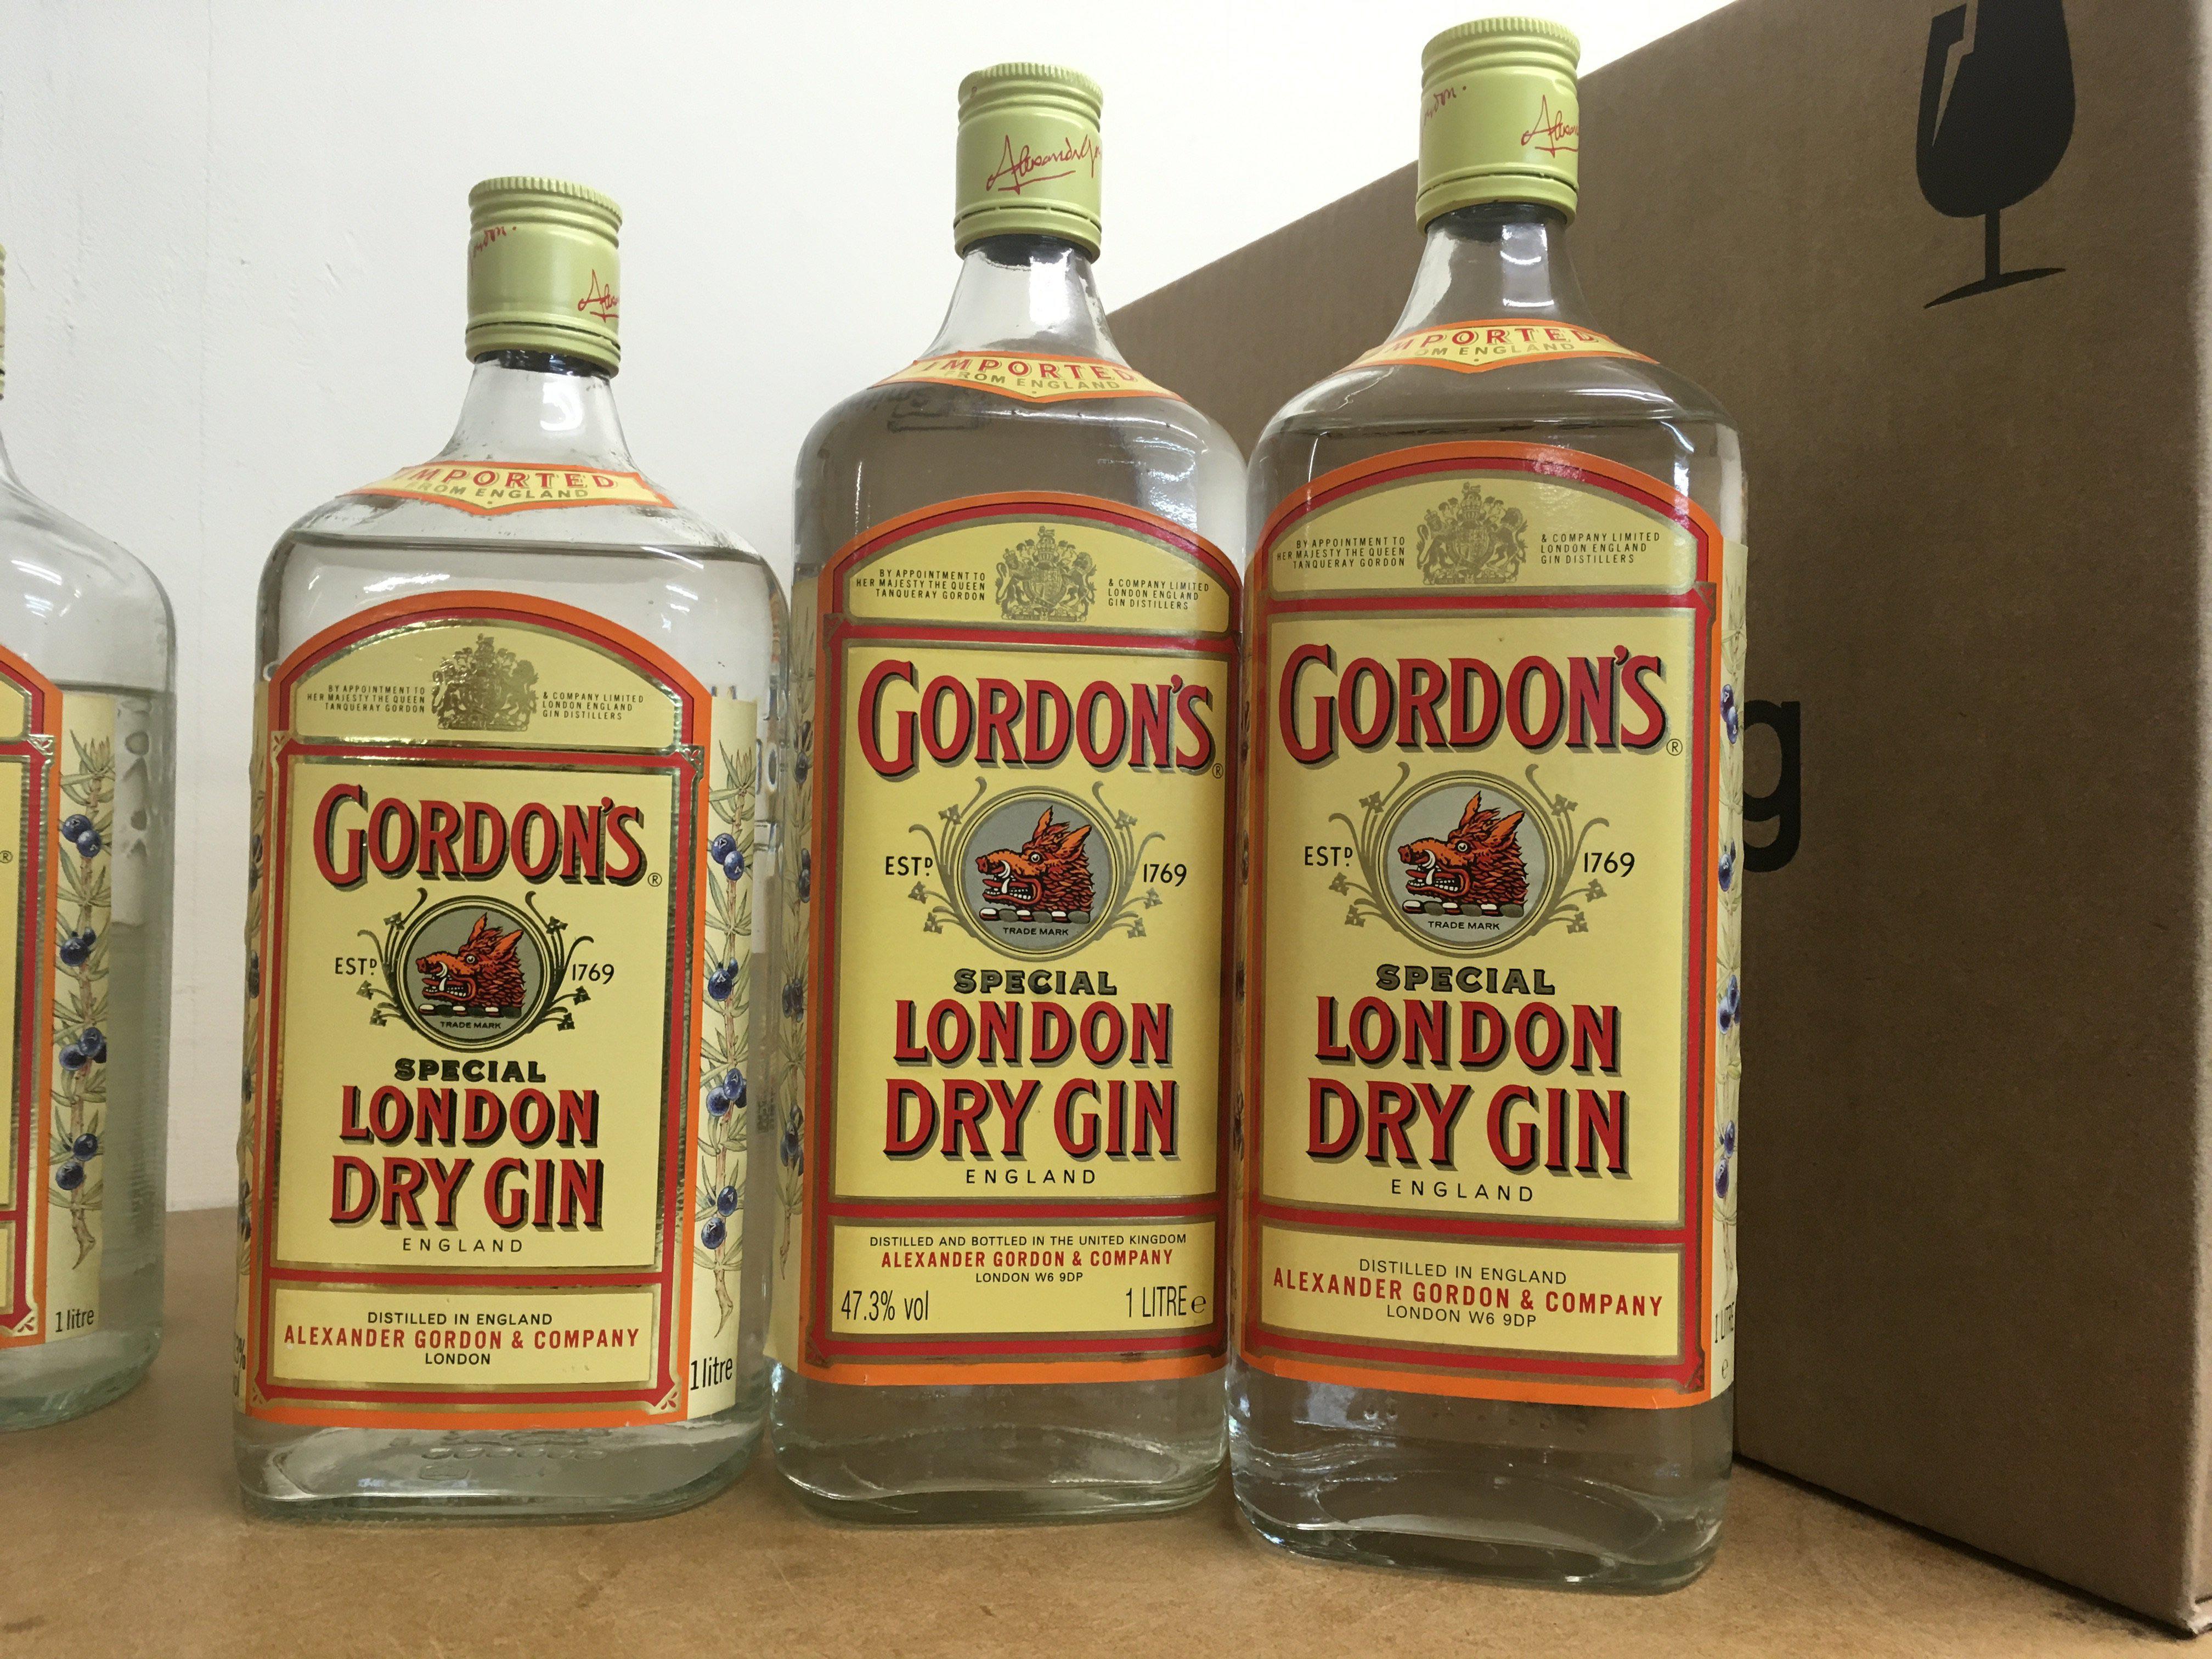 ®
1 litre
Alex
IMPORTED
FROM ENGLAND
BY APPOINTMENT TO
HER MAJESTY THE QUEEN
TANQUERAY GORDON
& COMPANY LIMITED
LONDON ENGLAND
GIN DISTILLERS
GORDON'S®
ESTD. 1769
TRADE MARK
SPECIAL
LONDON
DRY GIN
ENGLAND
DISTILLED IN ENGLAND
ALEXANDER GORDON & COMPANY
LONDON
1 litre
IMPORTED
FROM ENGLAND
BY APPOINTMENT TO
HER MAJESTY THE QUEEN
TANQUERAY GORDON
& COMPANY LIMITED
LONDON ENGLAND
GIN DISTILLERS
GORDON'S®
ESTD. 1769
TRADE MARK
SPECIAL
LONDON
DRY GIN
ENGLAND
DISTILLED AND BOTTLED IN THE UNITED KINGDOM
ALEXANDER GORDON & COMPANY
LONDON W6 9DP
47.3% vol 1 LITRE e
IMPORTED
OM ENGLAND
BY APPOINTMENT TO
HER MAJESTY THE QUEEN
TANQUERAY GORDON
& COMPANY LIMITED
LONDON ENGLAND
GIN DISTILLERS
GORDON'S®
ESTD. 1769
TRADE MARK
SPECIAL
LONDON
DRY GIN
ENGLAND
DISTILLED IN ENGLAND
ALEXANDER GORDON & COMPANY
LONDON W6 9DP
1 LITRE
e
g